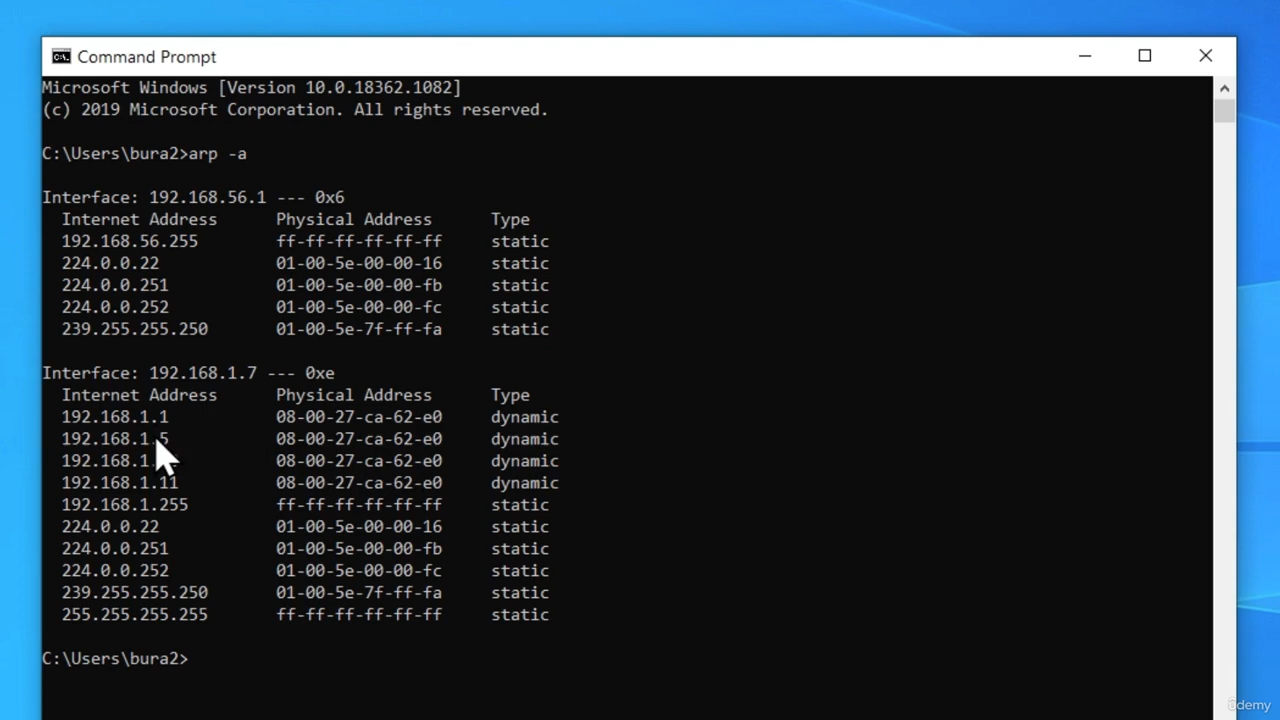 Command Prompt
Microsoft Windows [Version 10.0.18362.1082]
(c) 2019 Microsoft Corporation. All rights reserved.
C:\Users\bura2>arp -a
Interface: 192.168.56.1 --- 0x6
Internet Address Physical Address Type
192.168.56.255 ff-ff-ff-ff-ff-ff static
224.0.0.22 01-00-5e-00-00-16 static
224.0.0.251 01-00-5e-00-00-fb static
224.0.0.252 01-00-5e-00-00-fc static
239.255.255.250 01-00-5e-7f-ff-fa static
Interface: 192.168.1.7 --- 0xe
Internet Address Physical Address Type
192.168.1.1 08-00-27-ca-62-e0 dynamic
192.168.1.5 08-00-27-ca-62-e0 dynamic
08-00-27-ca-62-e0 dynamic
192.168.1.11 08-00-27-ca-62-e0 dynamic
192.168.1.255 ff-ff-ff-ff-ff-ff static
224.0.0.22 01-00-5e-00-00-16 static
224.0.0.251 01-00-5e-00-00-fb static
224.0.0.252 01-00-5e-00-00-fc static
239.255.255.250 01-00-5e-7f-ff-fa static
255.255.255.255 ff-ff-ff-ff-ff-ff static
C:\Users\bura2>
ûdemy